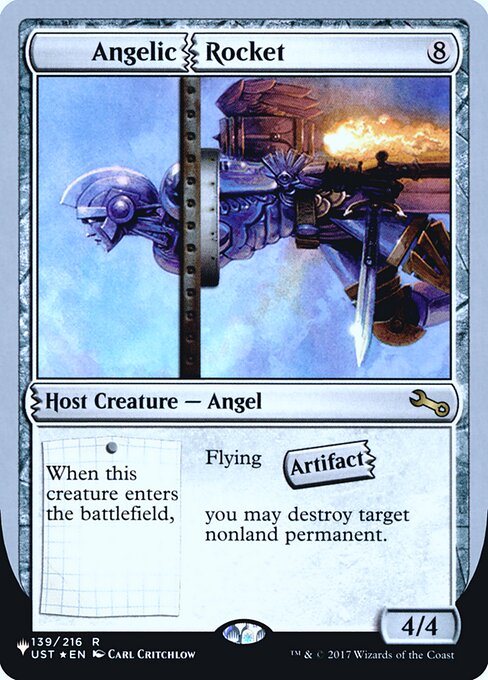 Angelic Rocket 8
Host Creature — Angel
When this
creature enters
the battlefield,
Flying
Artifact
you may destroy target
nonland permanent.
4/4
139/216 R
UST ★ EN Carl Critchlow
™ & © 2017 Wizards of the Coast